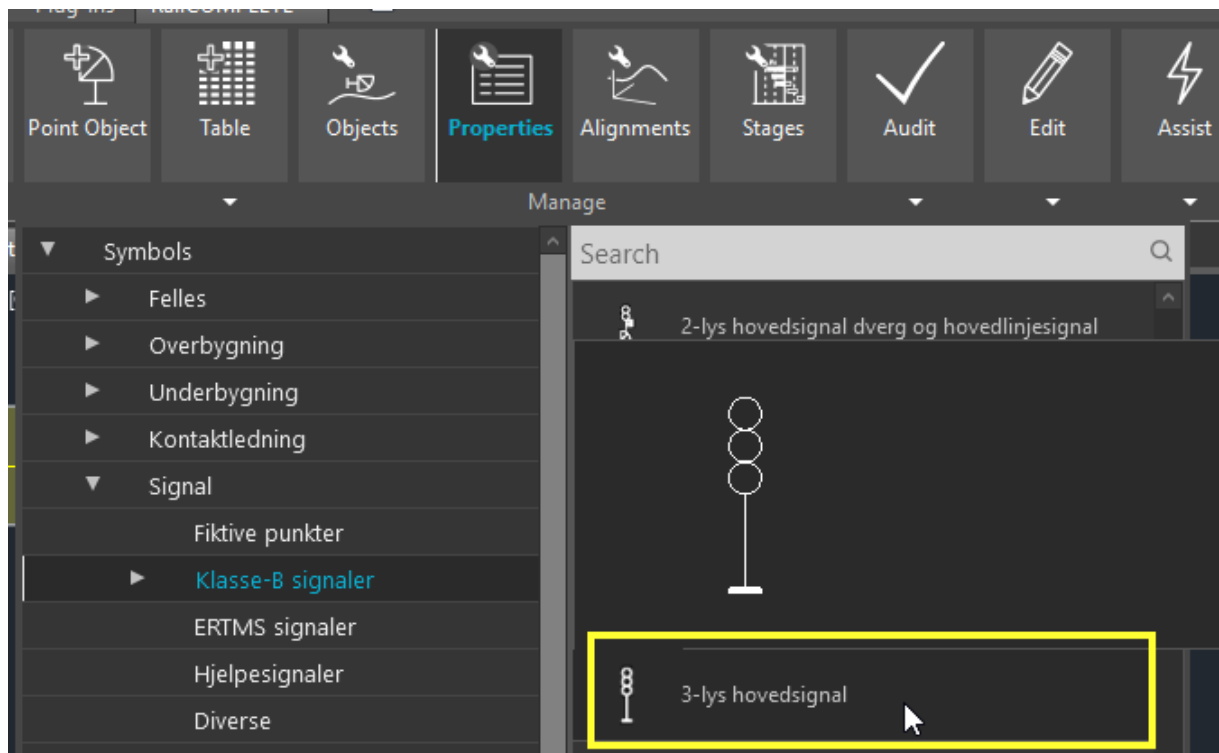 Point Object
Table
Objects
Properties
Alignments
Stages
Audit
Edit
Assist
Manage
Symbols
Felles
Overbygning
Underbygning
Kontaktledning
Signal
Fiktive punkter
Klasse-B signaler
ERTMS signaler
Hjelpesignaler
Diverse
Search
2-lys hovedsignal dverg og hovedlinjesignal
3-lys hovedsignal